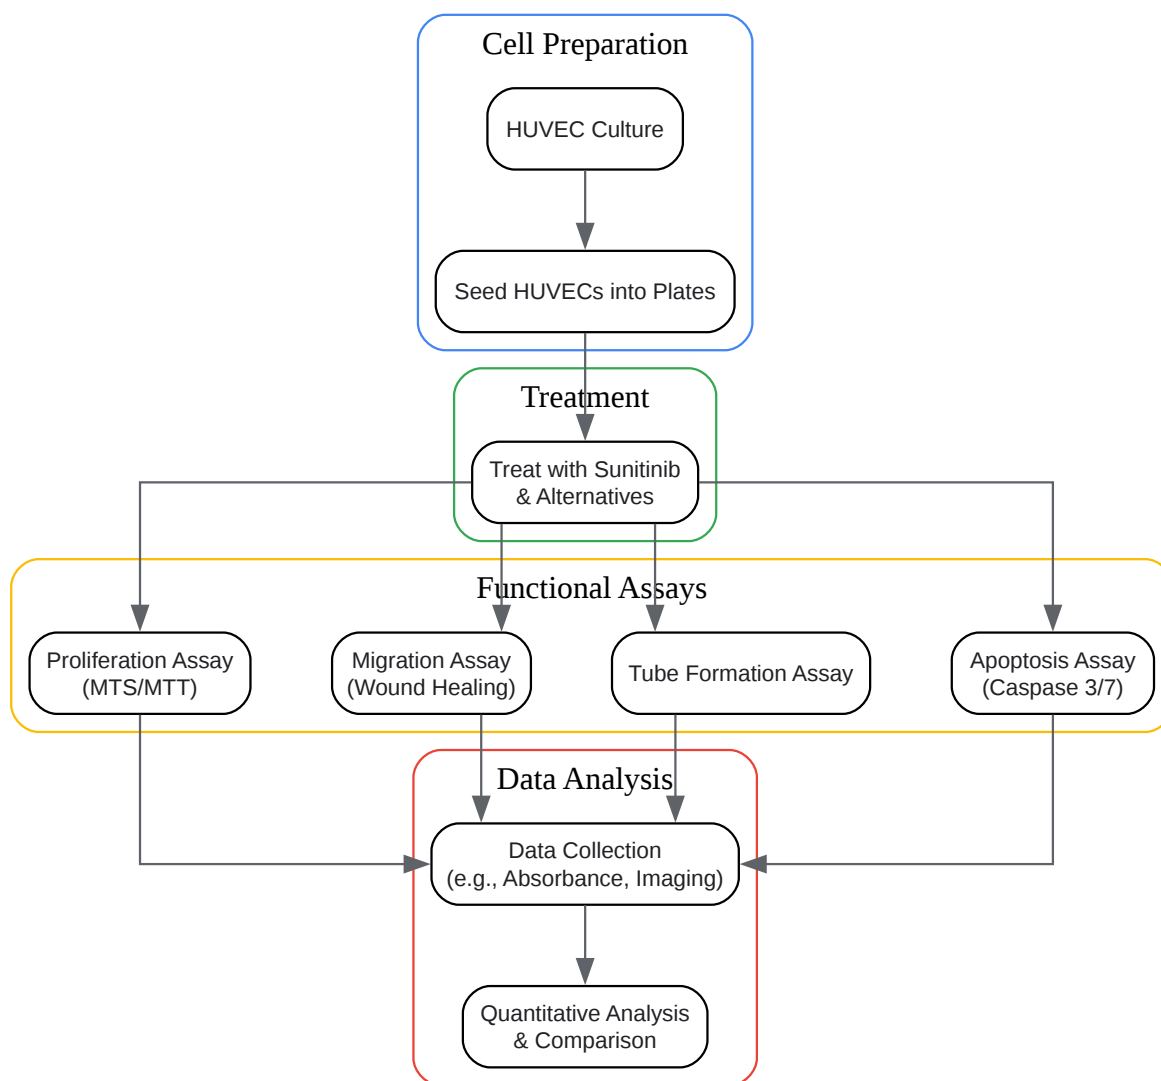 Cell Preparation
HUVEC Culture
Seed HUVECs into Plates
Treatment
Treat with Sunitinib
& Alternatives
Functional Assays
Proliferation Assay
(MTS/MTT)
Migration Assay
(Wound Healing)
Tube Formation Assay
Apoptosis Assay
(Caspase 3/7)
Data Analysis
Data Collection
(e.g., Absorbance, Imaging)
Quantitative Analysis
& Comparison